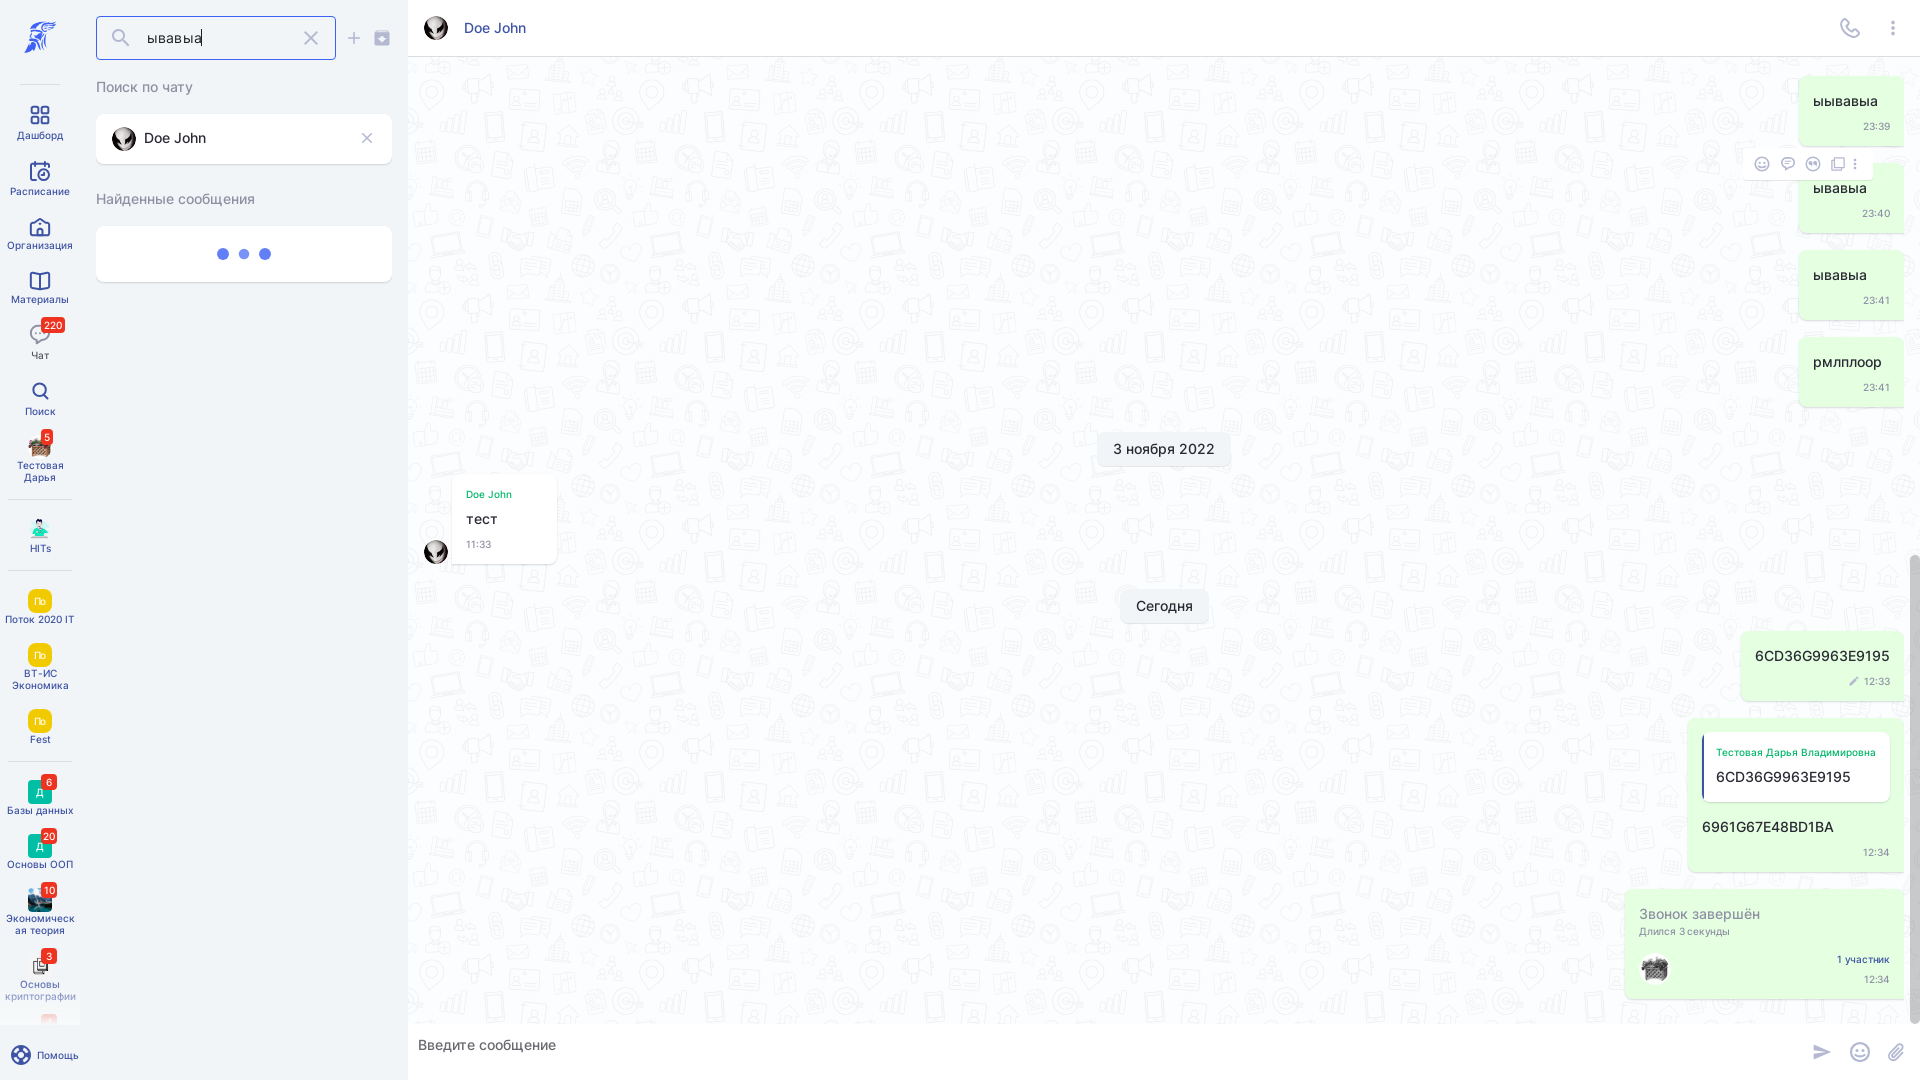 ывавыа
Поиск по чату
Doe John
Найденные сообщения
Дашборд
Расписание
Организация
Материалы
220
Чат
Поиск
5
Тестовая
Дарья
HITs
По
Поток 2020 IT
По
ВТ-ИС
Экономика
По
Fest
6
Д
Базы данных
20
Д
Основы ООП
10
Экономическ
ая теория
3
Основы
криптографии
Помощь
Doe John
ыывавыа
23:39
ывавыа
23:40
ывавыа
23:41
рмлплоор
23:41
3 ноября 2022
Doe John
тест
11:33
Сегодня
6CD36G9963E9195
12:33
Тестовая Дарья Владимировна
6CD36G9963E9195
6961G67E48BD1BA
12:34
Звонок завершён
Длился 3 секунды
1 участник
12:34
Введите сообщение